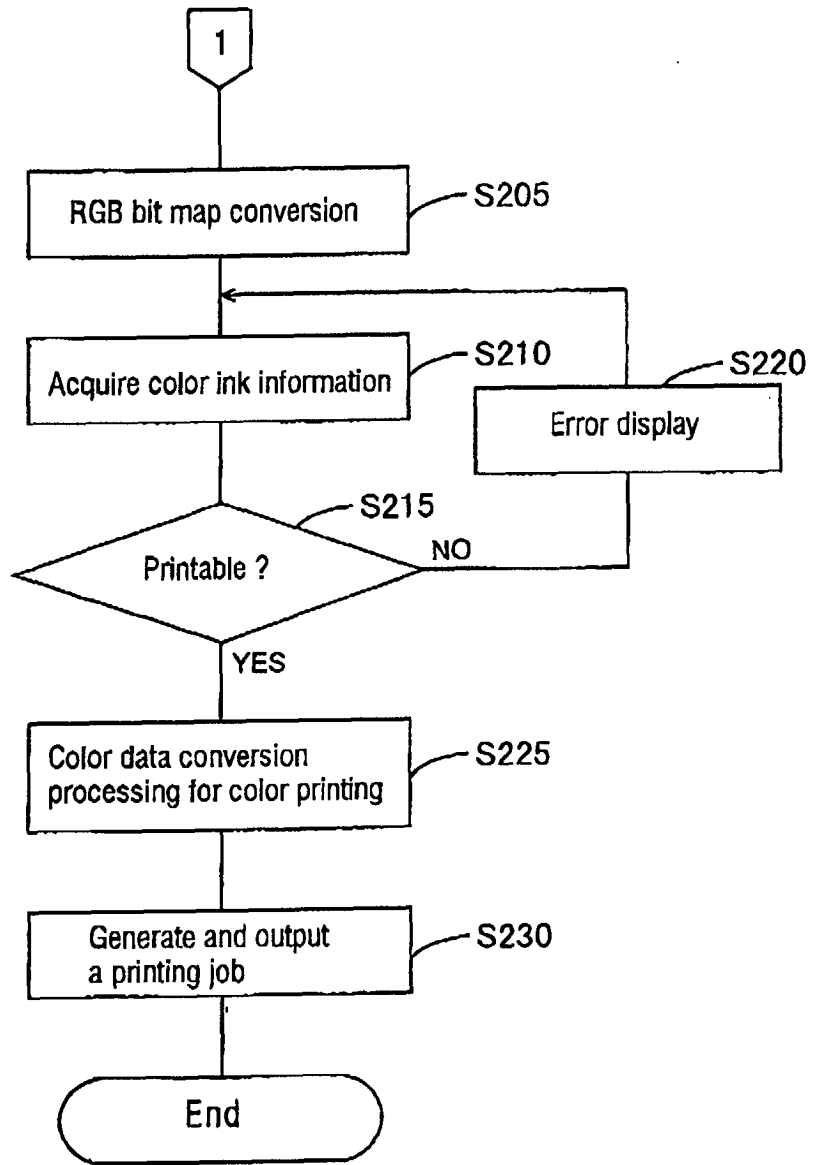 1
RGB bit map conversion
S205
Acquire color ink information
S210
S220
Error display
S215
Printable ?
NO
YES
Color data conversion
processing for color printing
S225
Generate and output
a printing job
S230
End